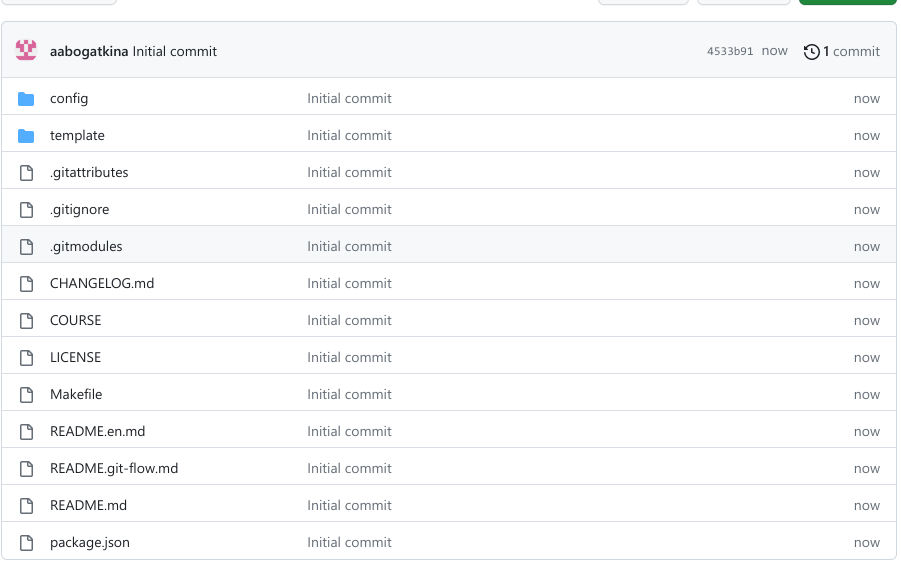 aabogatkina Initial commit 4533b91 now 1 commit
config Initial commit now
template Initial commit now
.gitattributes Initial commit now
.gitignore Initial commit now
.gitmodules Initial commit now
CHANGELOG.md Initial commit now
COURSE Initial commit now
LICENSE Initial commit now
Makefile Initial commit now
README.en.md Initial commit now
README.git-flow.md Initial commit now
README.md Initial commit now
package.json Initial commit now